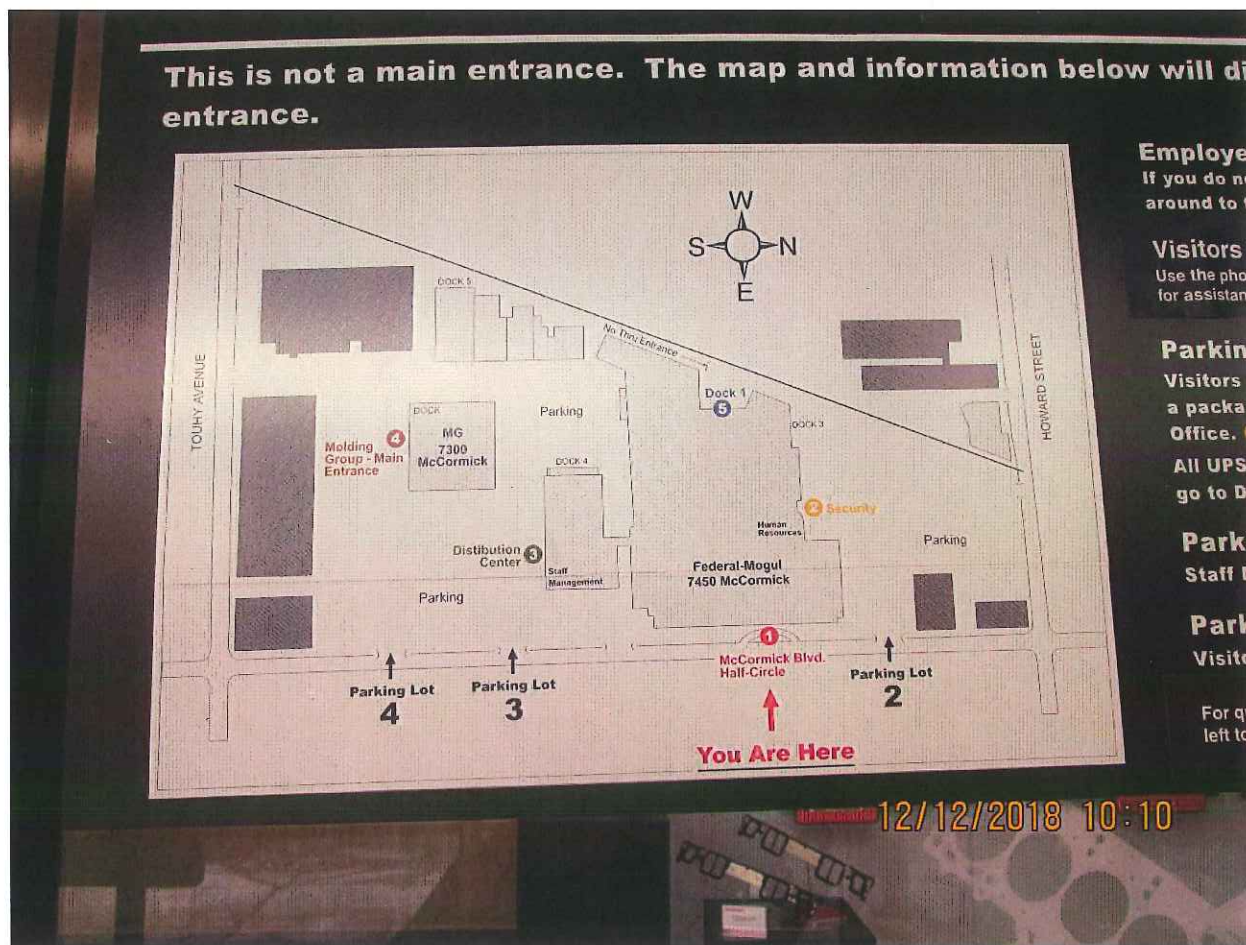 This is not a main entrance. The map and information below will di
entrance.
Employe
If you do n
around to
Visitors
Use the pho
for assistan
Parkin
Visitors
a packa
Office.
All UPS
go to D
Park
Staff
Park
Visito
For q
left to
W
S N
E
TOUHY AVENUE
HOWARD STREET
DOCK 5
No Thru Entrance
Dock 1
5
DOCK 3
DOCK
MG
7300
McCormick
Parking
4
Molding
Group - Main
Entrance
DOCK 4
2 Security
Human
Resources
Parking
Distibution
Center
3
Staff
Management
Federal-Mogul
7450 McCormick
Parking
1
McCormick Blvd.
Half-Circle
Parking Lot
4
Parking Lot
3
Parking Lot
2
You Are Here
12/12/2018 10:10